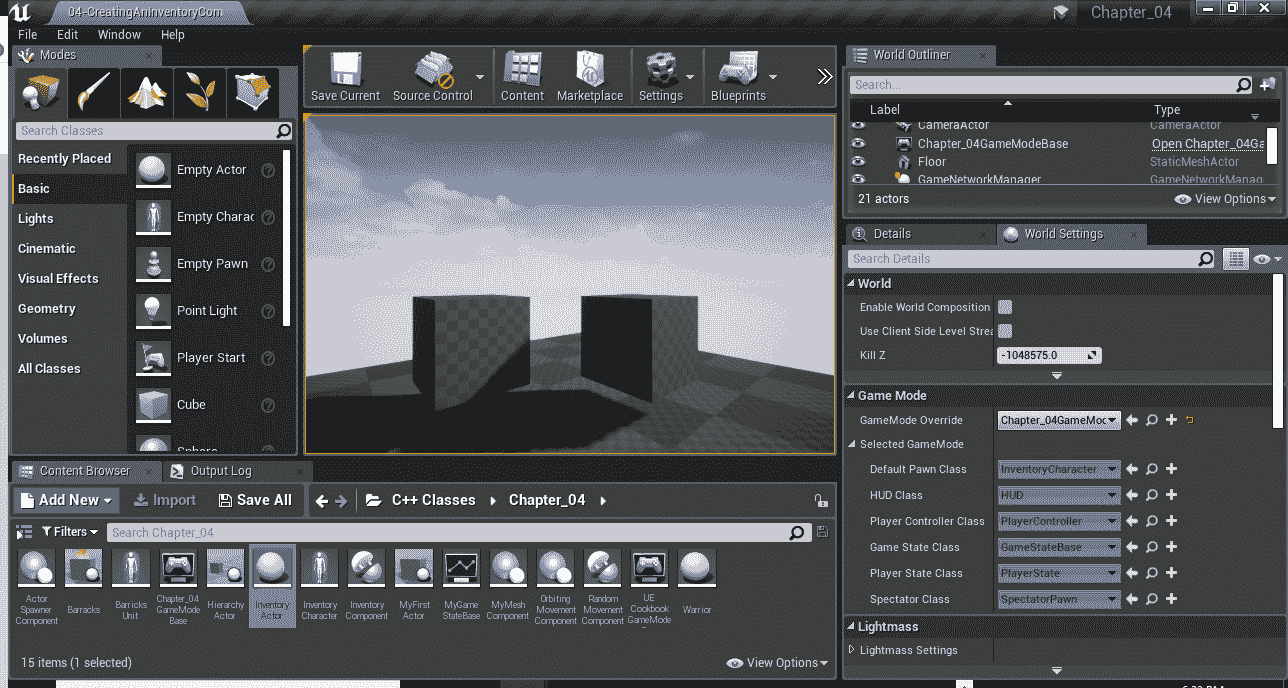 04-CreatingAnInventoryCom
Chapter_04
File Edit Window Help
Modes
Save Current Source Control Content Marketplace Settings Blueprints
Search Classes
Recently Placed
Basic
Lights
Cinematic
Visual Effects
Geometry
Volumes
All Classes
Empty Actor
Empty Charac
Empty Pawn
Point Light
Player Start
Cube
Sphere
World Outliner
Search...
Label Type
CameraActor CameraActor
Chapter_04GameModeBase Open Chapter_04Ga
Floor StaticMeshActor
GameNetworkManager GameNetworkManag
21 actors View Options
Details World Settings
Search Details
World
Enable World Composition
Use Client Side Level Strea
Kill Z -1048575.0
Game Mode
GameMode Override Chapter_04GameMod
Selected GameMode
Default Pawn Class InventoryCharacter
HUD Class HUD
Player Controller Class PlayerController
Game State Class GameStateBase
Player State Class PlayerState
Spectator Class SpectatorPawn
Lightmass
Lightmass Settings
Content Browser Output Log
Add New Import Save All C++ Classes Chapter_04
Filters Search Chapter_04
Actor Spawner Component
Barracks
Barricks Unit
Chapter_04 GameMode Base
Hierarchy Actor
Inventory Actor
Inventory Character
Inventory Component
MyFirst Actor
MyGame StateBase
MyMesh Component
Orbiting Movement Component
Random Movement Component
UE Cookbook GameMode
Warrior
15 items (1 selected) View Options